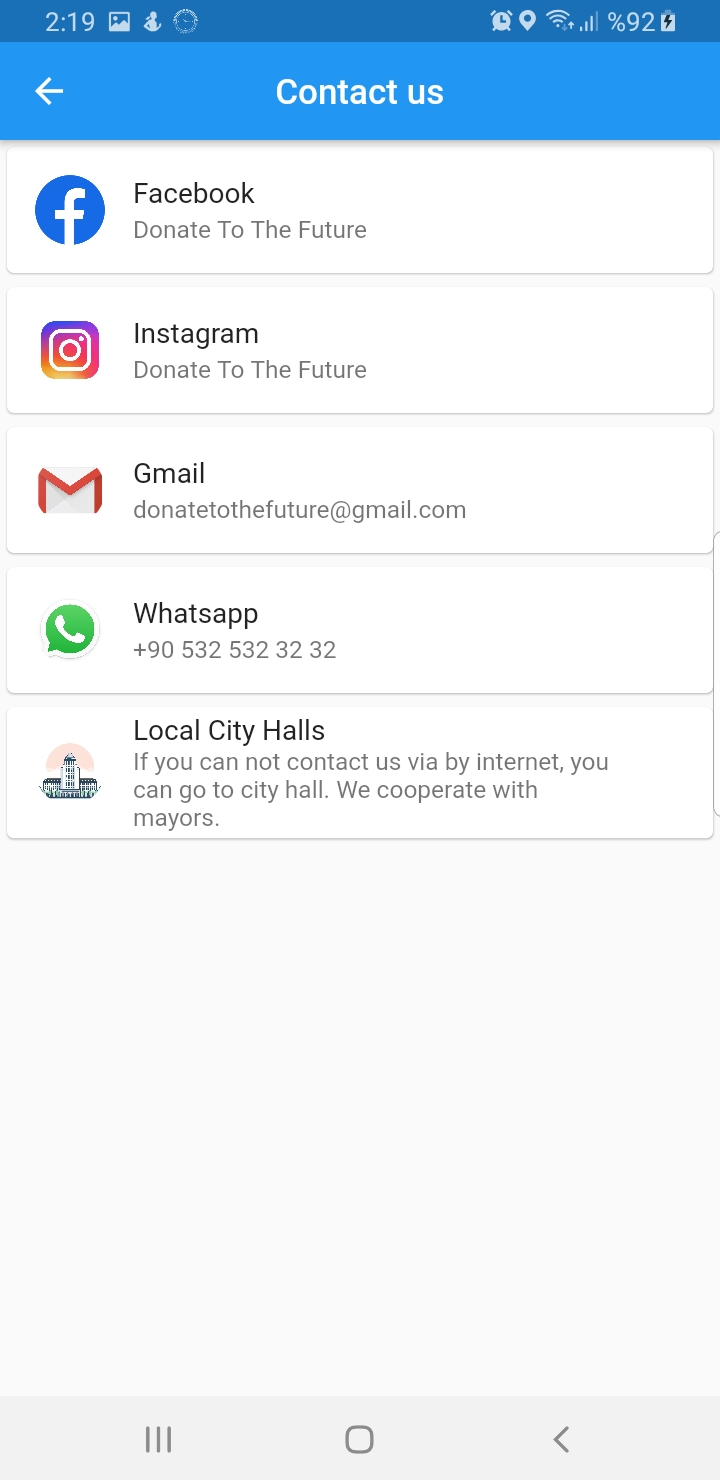 2:19 %92
Contact us
Facebook
Donate To The Future
Instagram
Donate To The Future
Gmail
donatetothefuture@gmail.com
Whatsapp
+90 532 532 32 32
Local City Halls
If you can not contact us via by internet, you
can go to city hall. We cooperate with
mayors.